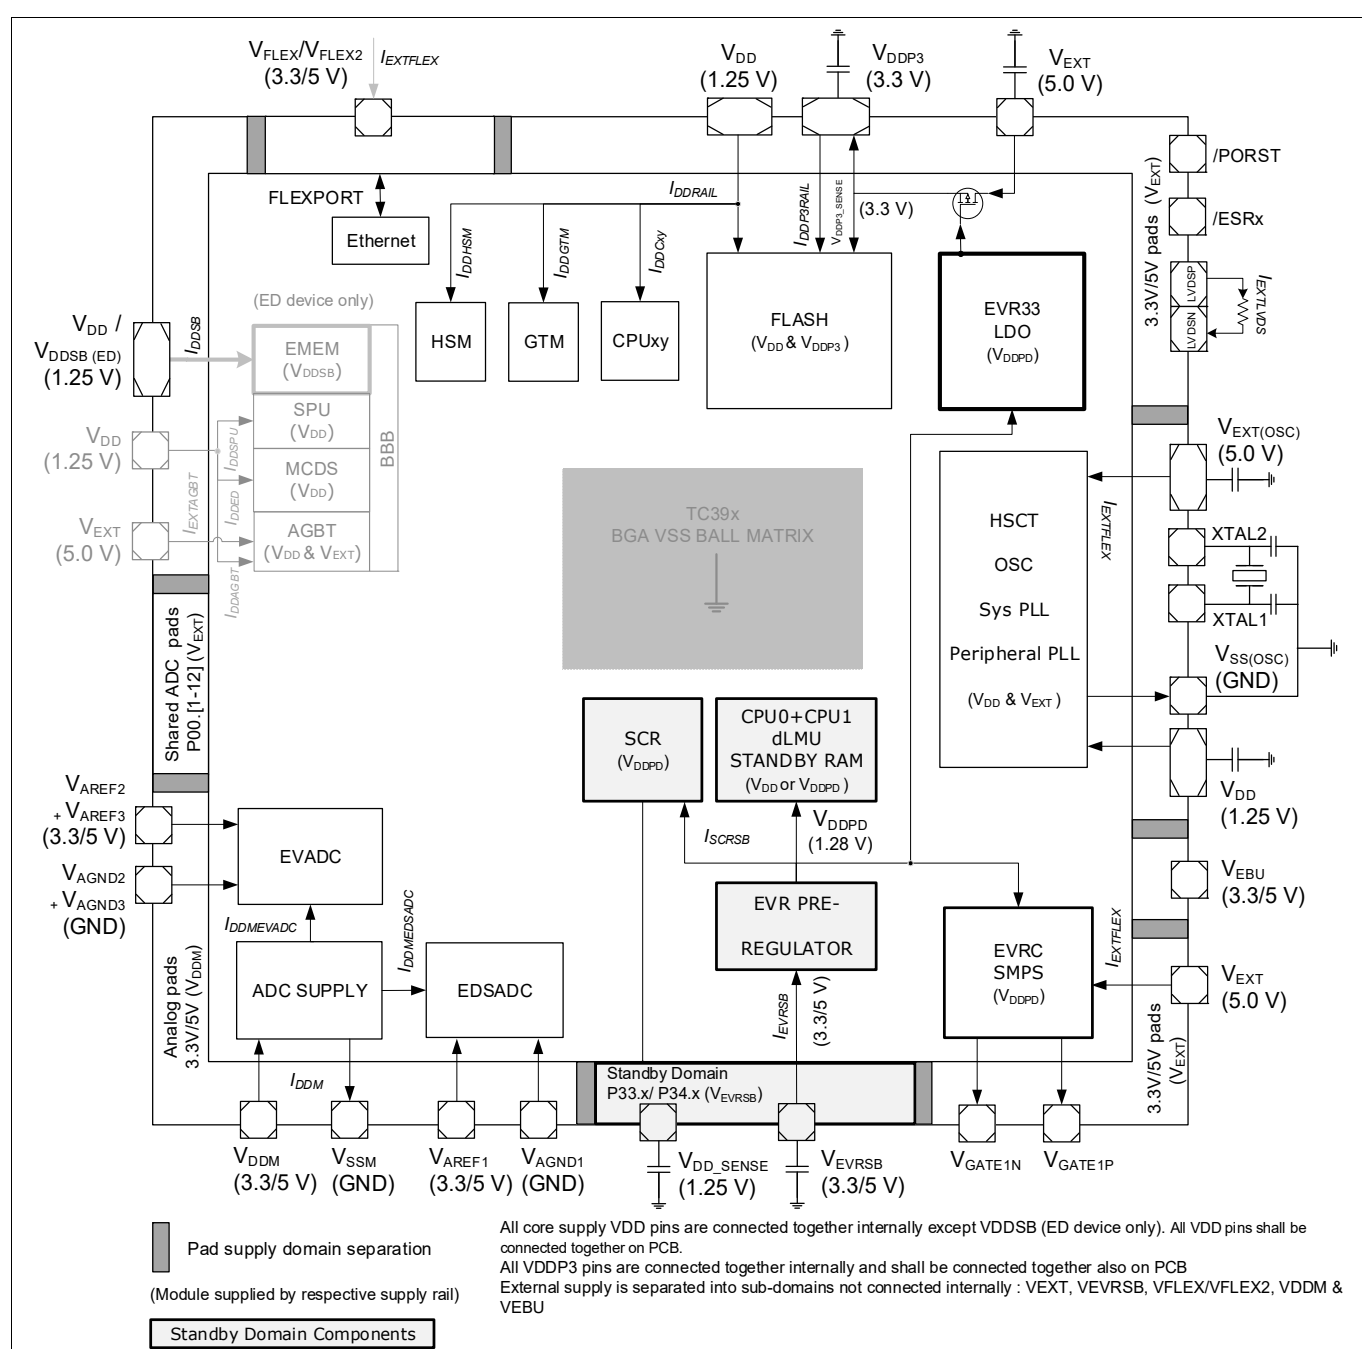 VFLEX/VFLEX2
(3.3/5 V)
IEXTFLEX
VDD
(1.25 V)
VDDP3
(3.3 V)
VEXT
(5.0 V)
/PORST
/ESRx
3.3V/5V pads (VEXT)
LVDSP
LVDSN
IEXTLVDS
FLEXPORT
Ethernet
IDDRAIL
IDDP3RAIL
VDDP3_SENSE
(3.3 V)
IDDHSM
IDDGTM
IDDCxy
HSM
GTM
CPUxy
FLASH
(VDD & VDDP3)
EVR33
LDO
(VDDPD)
(ED device only)
VDD /
VDDSB (ED)
(1.25 V)
IDDSB
EMEM
(VDDSB)
SPU
(VDD)
MCDS
(VDD)
AGBT
(VDD & VEXT)
BBB
VDD
(1.25 V)
IDDSPU
IEXTAGBT
IDDED
IDDAGBT
VEXT
(5.0 V)
TC39x
BGA VSS BALL MATRIX
VEXT(OSC)
(5.0 V)
IEXTFLEX
HSCT
OSC
Sys PLL
Peripheral PLL
(VDD & VEXT)
XTAL2
XTAL1
VSS(OSC)
(GND)
VDD
(1.25 V)
Shared ADC pads
P00.[1-12] (VEXT)
SCR
(VDDPD)
CPU0+CPU1
dLMU
STANDBY RAM
(VDD or VDDPD)
ISCRSB
VDDPD
(1.28 V)
VAREF2
+ VAREF3
(3.3/5 V)
VAGND2
+ VAGND3
(GND)
EVADC
IDDMEVADC
IDDMEDSADC
ADC SUPPLY
EDSADC
Analog pads
3.3V/5V (VDDM)
EVR PRE-
REGULATOR
IEVRSB
(3.3/5 V)
EVRC
SMPS
(VDDPD)
VEBU
(3.3/5 V)
IEXTFLEX
VEXT
(5.0 V)
3.3V/5V pads
(VEXT)
IDDM
Standby Domain
P33.x/ P34.x (VEVRSB)
VDDM
(3.3/5 V)
VSSM
(GND)
VAREF1
(3.3/5 V)
VAGND1
(GND)
VDD_SENSE
(1.25 V)
VEVRSB
(3.3/5 V)
VGATE1N
VGATE1P
Pad supply domain separation
(Module supplied by respective supply rail)
Standby Domain Components
All core supply VDD pins are connected together internally except VDDSB (ED device only). All VDD pins shall be
connected together on PCB.
All VDDP3 pins are connected together internally and shall be connected together also on PCB
External supply is separated into sub-domains not connected internally : VEXT, VEVRSB, VFLEX/VFLEX2, VDDM &
VEBU